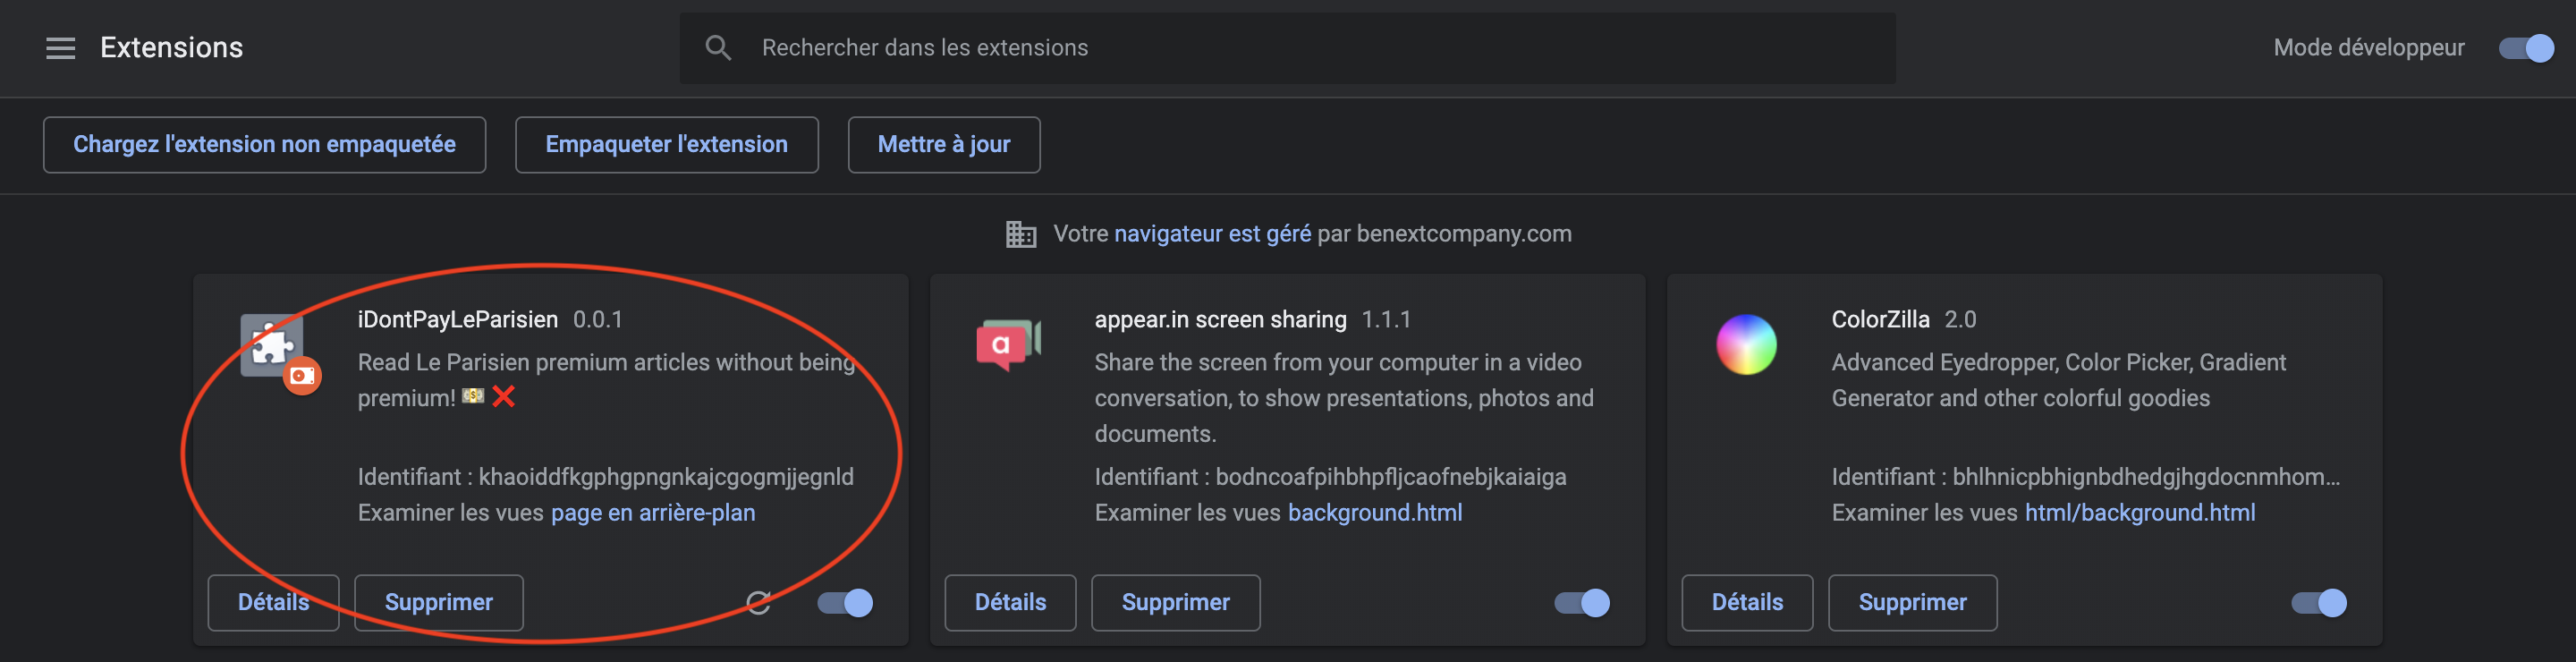 Extensions
Rechercher dans les extensions
Mode développeur
Chargez l'extension non empaquetée
Empaqueter l'extension
Mettre à jour
Votre navigateur est géré par benextcompany.com
iDontPayLeParisien 0.0.1
Read Le Parisien premium articles without being
premium! 💵❌
Identifiant : khaoiddfkgphgpngnkajcgogmjjegnld
Examiner les vues page en arrière-plan
Détails
Supprimer
a
appear.in screen sharing 1.1.1
Share the screen from your computer in a video
conversation, to show presentations, photos and
documents.
Identifiant : bodncoafpihbhpfljcaofnebjkaiaiga
Examiner les vues background.html
Détails
Supprimer
ColorZilla 2.0
Advanced Eyedropper, Color Picker, Gradient
Generator and other colorful goodies
Identifiant : bhlhnicpbhignbdhedgjhgdocnmhom...
Examiner les vues html/background.html
Détails
Supprimer